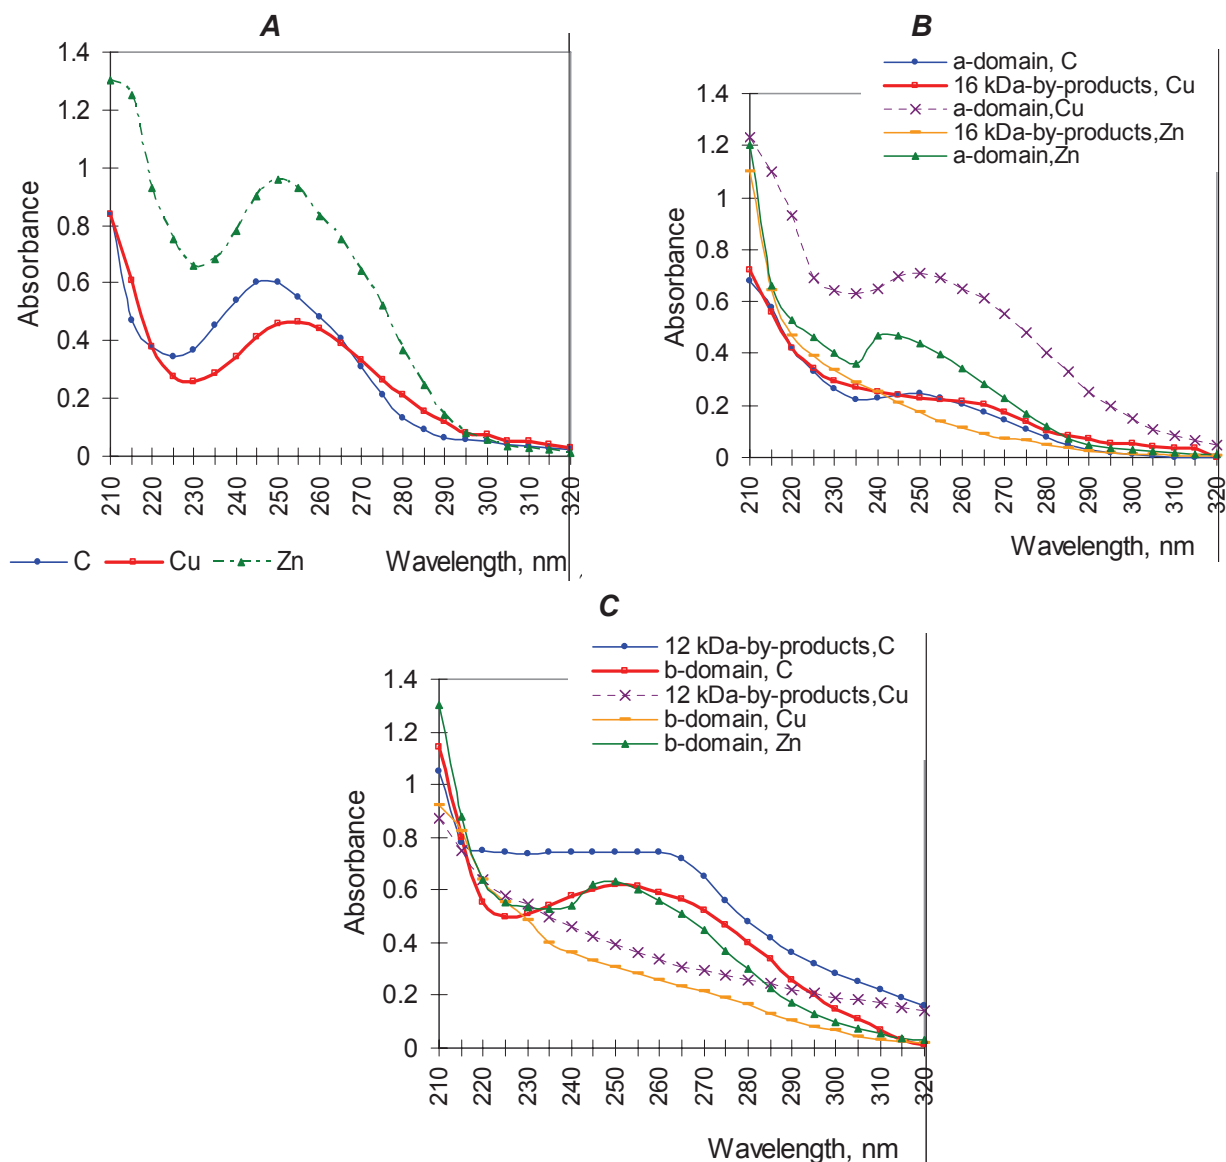 A
1.4
1.2
1
0.8
0.6
0.4
0.2
0
Absorbance
210
220
230
240
250
260
270
280
290
300
310
320
Wavelength, nm
C
Cu
Zn
B
a-domain, C
16 kDa-by-products, Cu
a-domain,Cu
16 kDa-by-products,Zn
a-domain,Zn
1.4
1.2
1
0.8
0.6
0.4
0.2
0
Absorbance
210
220
230
240
250
260
270
280
290
300
310
320
Wavelength, nm
C
12 kDa-by-products,C
b-domain, C
12 kDa-by-products,Cu
b-domain, Cu
b-domain, Zn
1.4
1.2
1
0.8
0.6
0.4
0.2
0
Absorbance
210
220
230
240
250
260
270
280
290
300
310
320
Wavelength, nm